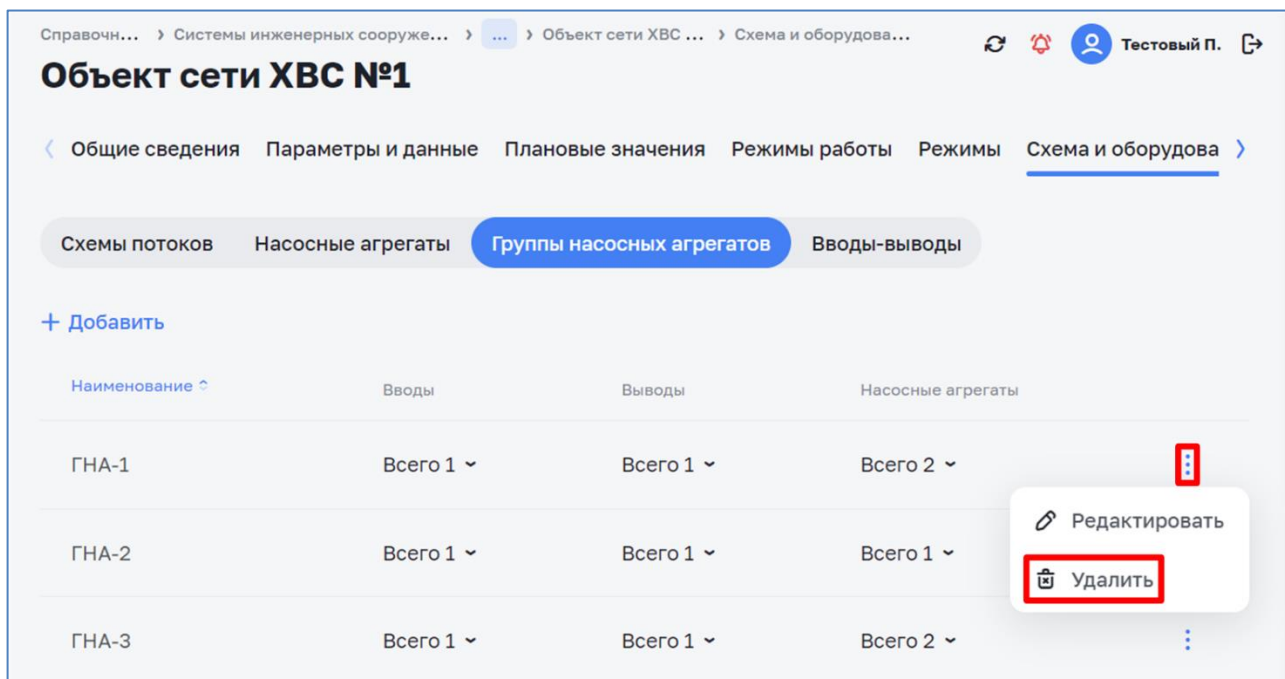 Справочн... › Системы инженерных сооруже... › ... › Объект сети ХВС ... › Схема и оборудова... Тестовый П.
Объект сети ХВС №1
Общие сведения Параметры и данные Плановые значения Режимы работы Режимы Схема и оборудова
Схемы потоков Насосные агрегаты Группы насосных агрегатов Вводы-выводы
+ Добавить
Наименование Вводы Выводы Насосные агрегаты
ГНА-1 Всего 1 Всего 1 Всего 2
Редактировать
ГНА-2 Всего 1 Всего 1 Всего 1
Удалить
ГНА-3 Всего 1 Всего 1 Всего 2